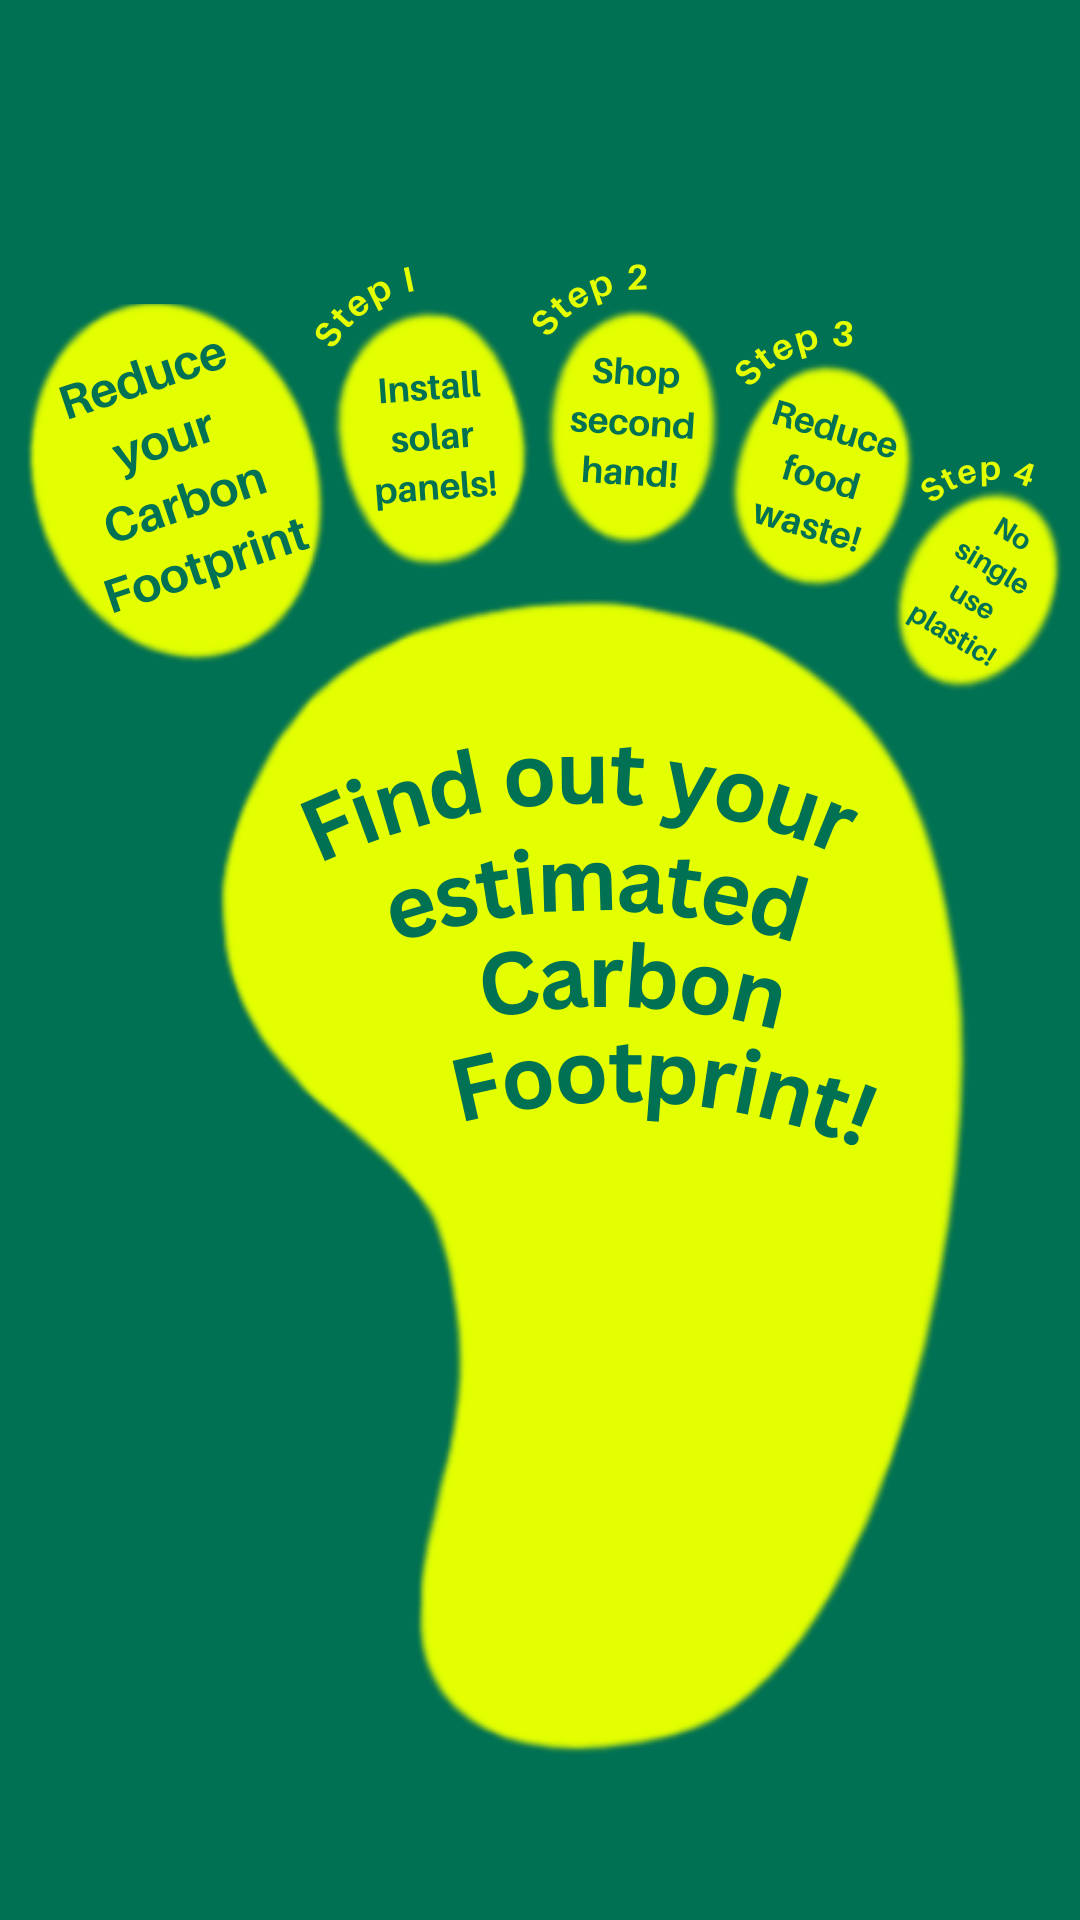 Reduce
your
Carbon
Footprint
Step 1
Install
solar
panels!
Step 2
Shop
second
hand!
Step 3
Reduce
food
waste!
Step 4
No
single
use
plastic!
Find out your
estimated
Carbon
Footprint!